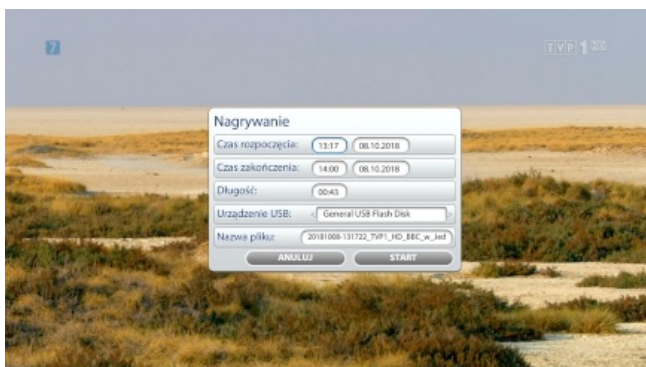 7
TVP 1 HD
Nagrywanie
Czas rozpoczęcia: 13:17 08.10.2018
Czas zakończenia: 14:00 08.10.2018
Długość: 00:43
Urządzenie USB: < General USB Flash Disk >
Nazwa pliku: 20181008-131722_TVP1_HD_BBC_w_Jed
ANULUJ START